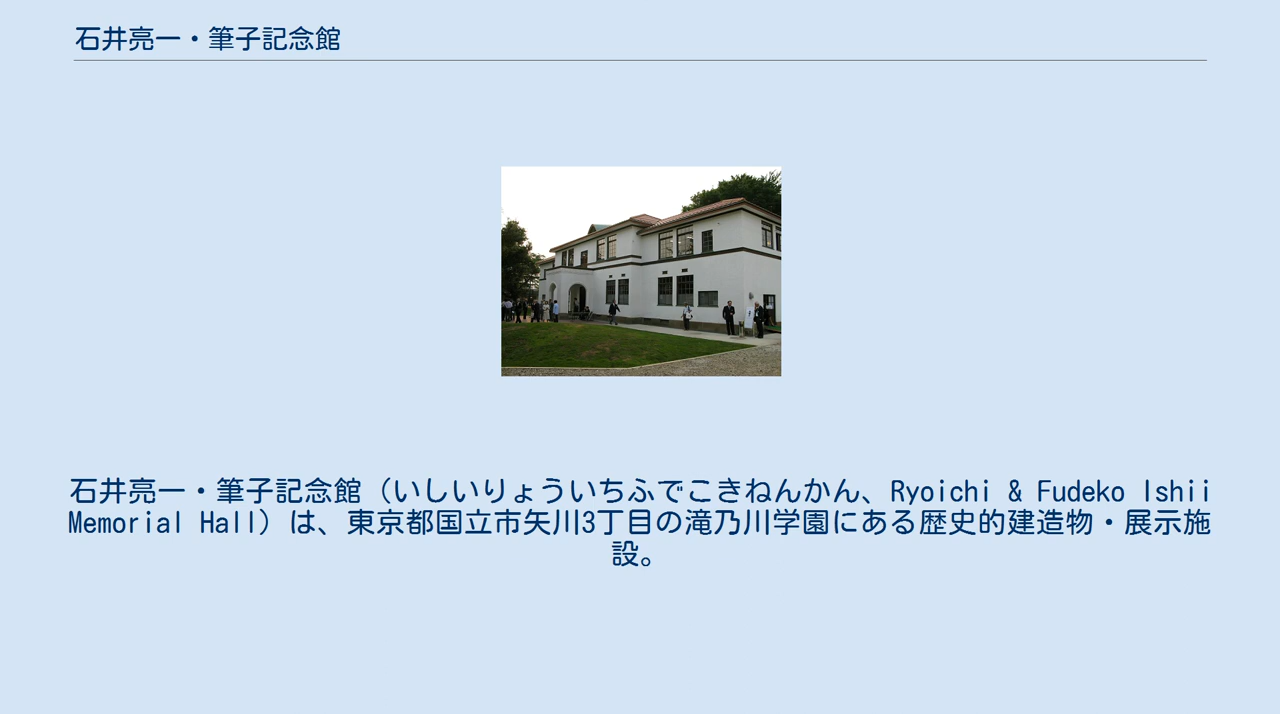 石井亮一・筆子記念館
石井亮一・筆子記念館（いしいりょういちふでこきねんかん、Ryoichi & Fudeko Ishii
Memorial Hall）は、東京都国立市矢川3丁目の滝乃川学園にある歴史的建造物・展示施
設。